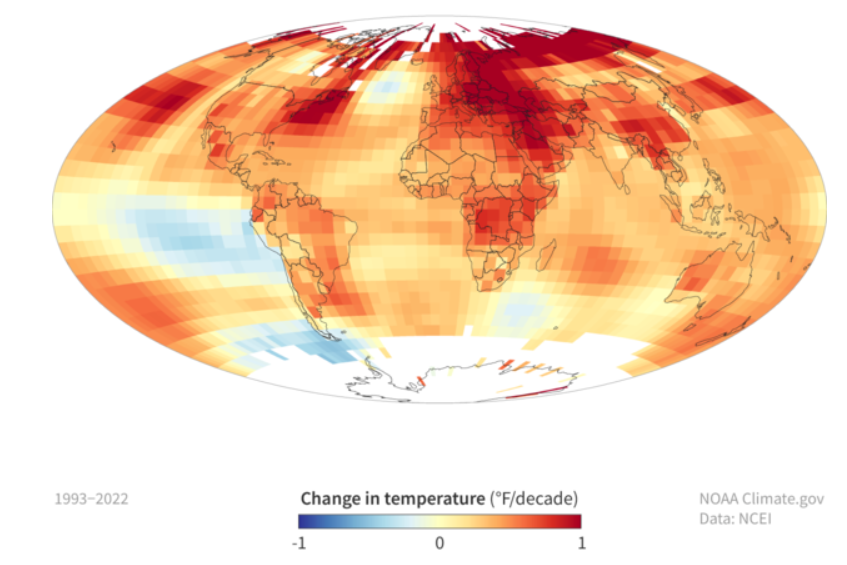 1993–2022
Change in temperature (°F/decade)
-1 0 1
NOAA Climate.gov
Data: NCEI